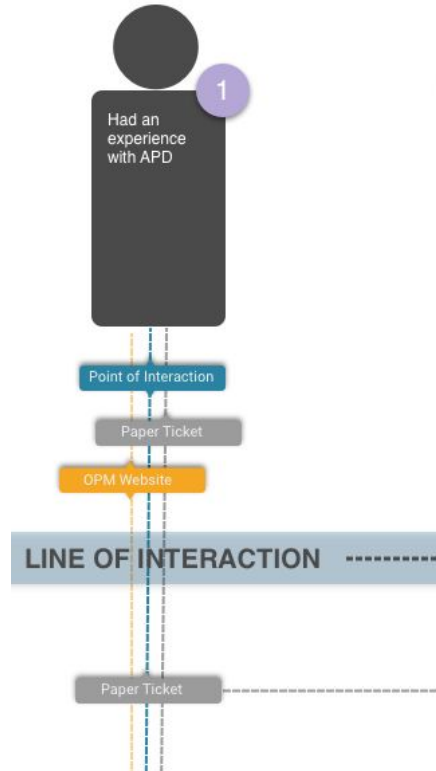 1
Had an
experience
with APD
Point of Interaction
Paper Ticket
OPM Website
LINE OF INTERACTION
Paper Ticket